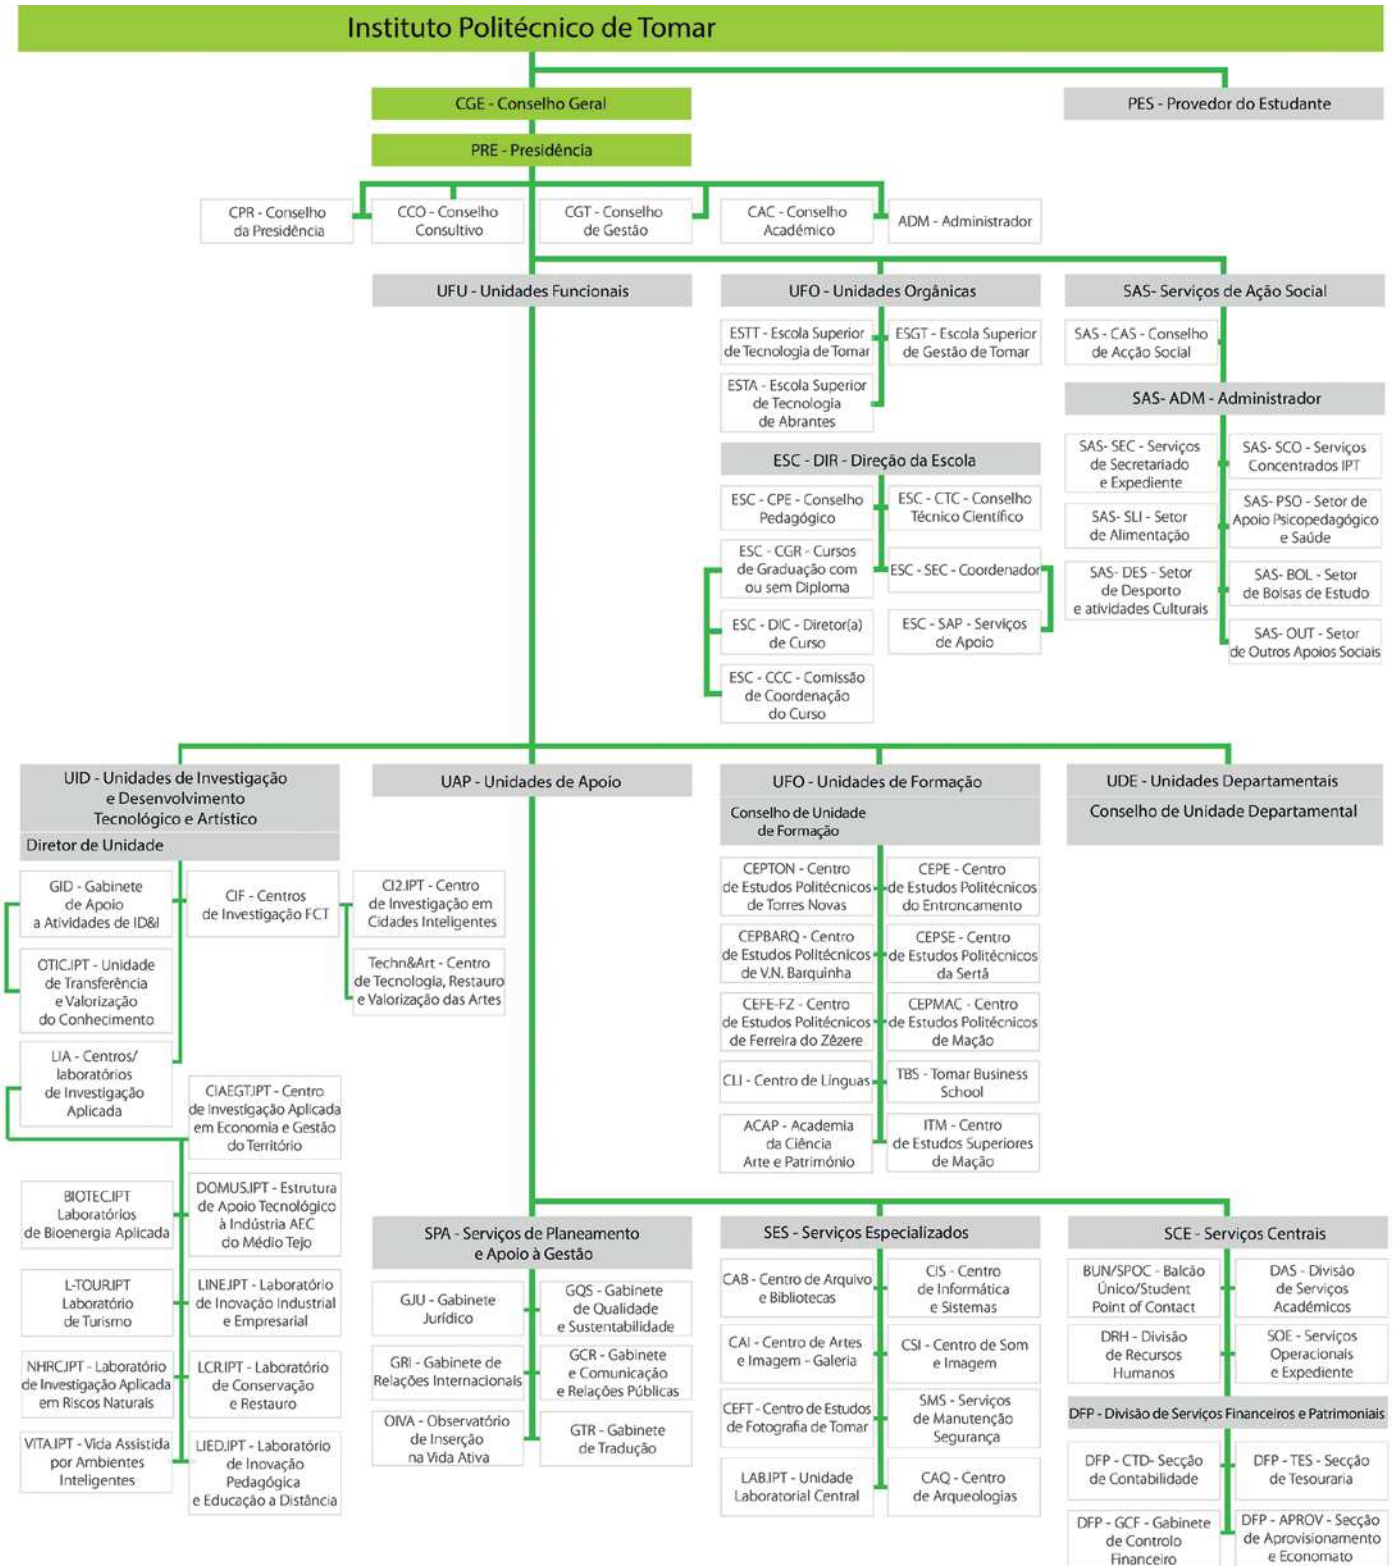 Instituto Politécnico de Tomar
CGE - Conselho Geral
PES - Provedor do Estudante
PRE - Presidência
CPR - Conselho
da Presidência
CCO - Conselho
Consultivo
CGT - Conselho
de Gestão
CAC - Conselho
Académico
ADM - Administrador
UFU - Unidades Funcionais
UFO - Unidades Orgânicas
SAS- Serviços de Ação Social
ESTT - Escola Superior
de Tecnologia de Tomar
ESGT - Escola Superior
de Gestão de Tomar
ESTA - Escola Superior
de Tecnologia
de Abrantes
SAS - CAS - Conselho
de Acção Social
SAS- ADM - Administrador
ESC - DIR - Direção da Escola
ESC - CPE - Conselho
Pedagógico
ESC - CTC - Conselho
Técnico Científico
ESC - CGR - Cursos
de Graduação com
ou sem Diploma
ESC - SEC - Coordenador
ESC - DIC - Diretor(a)
de Curso
ESC - SAP - Serviços
de Apoio
ESC - CCC - Comissão
de Coordenação
do Curso
SAS- SEC - Serviços
de Secretariado
e Expediente
SAS- SCO - Serviços
Concentrados IPT
SAS- SLI - Setor
de Alimentação
SAS- PSO - Setor de
Apoio Psicopedagógico
e Saúde
SAS- DES - Setor
de Desporto
e atividades Culturais
SAS- BOL - Setor
de Bolsas de Estudo
SAS- OUT - Setor
de Outros Apoios Sociais
UID - Unidades de Investigação
e Desenvolvimento
Tecnológico e Artístico
Diretor de Unidade
UAP - Unidades de Apoio
UFO - Unidades de Formação
Conselho de Unidade
de Formação
UDE - Unidades Departamentais
Conselho de Unidade Departamental
GID - Gabinete
de Apoio
a Atividades de ID&I
CIF - Centros
de Investigação FCT
CI2.IPT - Centro
de Investigação em
Cidades Inteligentes
OTIC.IPT - Unidade
de Transferência
e Valorização
do Conhecimento
Techn&Art - Centro
de Tecnologia, Restauro
e Valorização das Artes
LIA - Centros/
laboratórios
de Investigação
Aplicada
CIAEGT.IPT - Centro
de Investigação Aplicada
em Economia e Gestão
do Território
BIOTEC.IPT
Laboratórios
de Bioenergia Aplicada
DOMUS.IPT - Estrutura
de Apoio Tecnológico
à Indústria AEC
do Médio Tejo
L-TOUR.IPT
Laboratório
de Turismo
LINE.IPT - Laboratório
de Inovação Industrial
e Empresarial
NHRC.IPT - Laboratório
de Investigação Aplicada
em Riscos Naturals
LCR.IPT - Laboratório
de Conservação
e Restauro
VITA.IPT - Vida Assistida
por Ambientes
Inteligentes
LIED.IPT - Laboratório
de Inovação
Pedagógica
e Educação a Distância
CEPTON - Centro
de Estudos Politécnicos
de Torres Novas
CEPE - Centro
de Estudos Politécnicos
do Entroncamento
CEPBARQ - Centro
de Estudos Politécnicos
de V.N. Barquinha
CEPSE - Centro
de Estudos Politécnicos
da Sertã
CEFE-FZ - Centro
de Estudos Politécnicos
de Ferreira do Zêzere
CEPMAC - Centro
de Estudos Politécnicos
de Mação
CLI - Centro de Línguas
TBS - Tomar Business
School
ACAP - Academia
da Ciência
Arte e Património
ITM - Centro
de Estudos Superiores
de Mação
SPA - Serviços de Planeamento
e Apoio à Gestão
SES - Serviços Especializados
SCE - Serviços Centrais
GJU - Gabinete
Jurídico
GQS - Gabinete
de Qualidade
e Sustentabilidade
GRI - Gabinete de
Relações Internacionais
GCR - Gabinete
e Comunicação
e Relações Públicas
OIVA - Observatório
de Inserção
na Vida Ativa
GTR - Gabinete
de Tradução
CAB - Centro de Arquivo
e Bibliotecas
CIS - Centro
de Informática
e Sistemas
CAI - Centro de Artes
e Imagem - Galeria
CSI - Centro de Som
e Imagem
CEFT - Centro de Estudos
de Fotografia de Tomar
SMS - Serviços
de Manutenção
Segurança
LAB.IPT - Unidade
Laboratorial Central
CAQ - Centro
de Arqueologias
BUN/SPOC - Balcão
Único/Student
Point of Contact
DAS - Divisão
de Serviços
Académicos
DRH - Divisão
de Recursos
Humanos
SOE - Serviços
Operacionais
e Expediente
DFP - Divisão de Serviços Financeiros e Patrimoniais
DFP - CTD- Secção
de Contabilidade
DFP - TES - Secção
de Tesouraria
DFP - GCF - Gabinete
de Controlo
Financeiro
DFP - APROV - Secção
de Aprovisionamento
e Economato